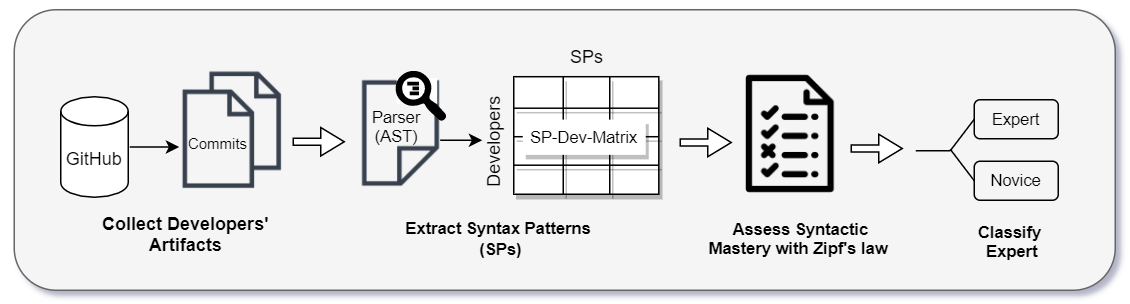 GitHub
Commits
Collect Developers'
Artifacts
Parser
(AST)
SPs
Developers
SP-Dev-Matrix
Extract Syntax Patterns
(SPs)
Assess Syntactic
Mastery with Zipf's law
Expert
Novice
Classify
Expert